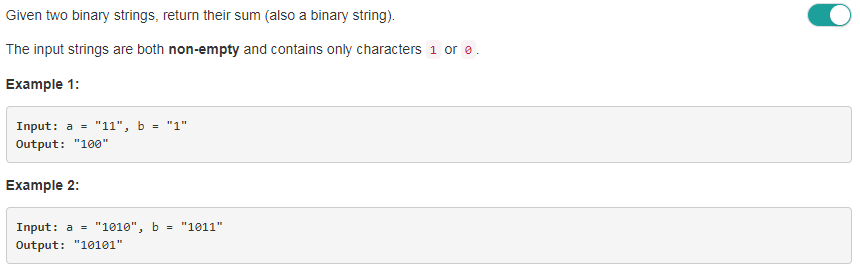 Given two binary strings, return their sum (also a binary string).
The input strings are both non-empty and contains only characters 1 or 0 .
Example 1:
Input: a = "11", b = "1"
Output: "100"
Example 2:
Input: a = "1010", b = "1011"
Output: "10101"